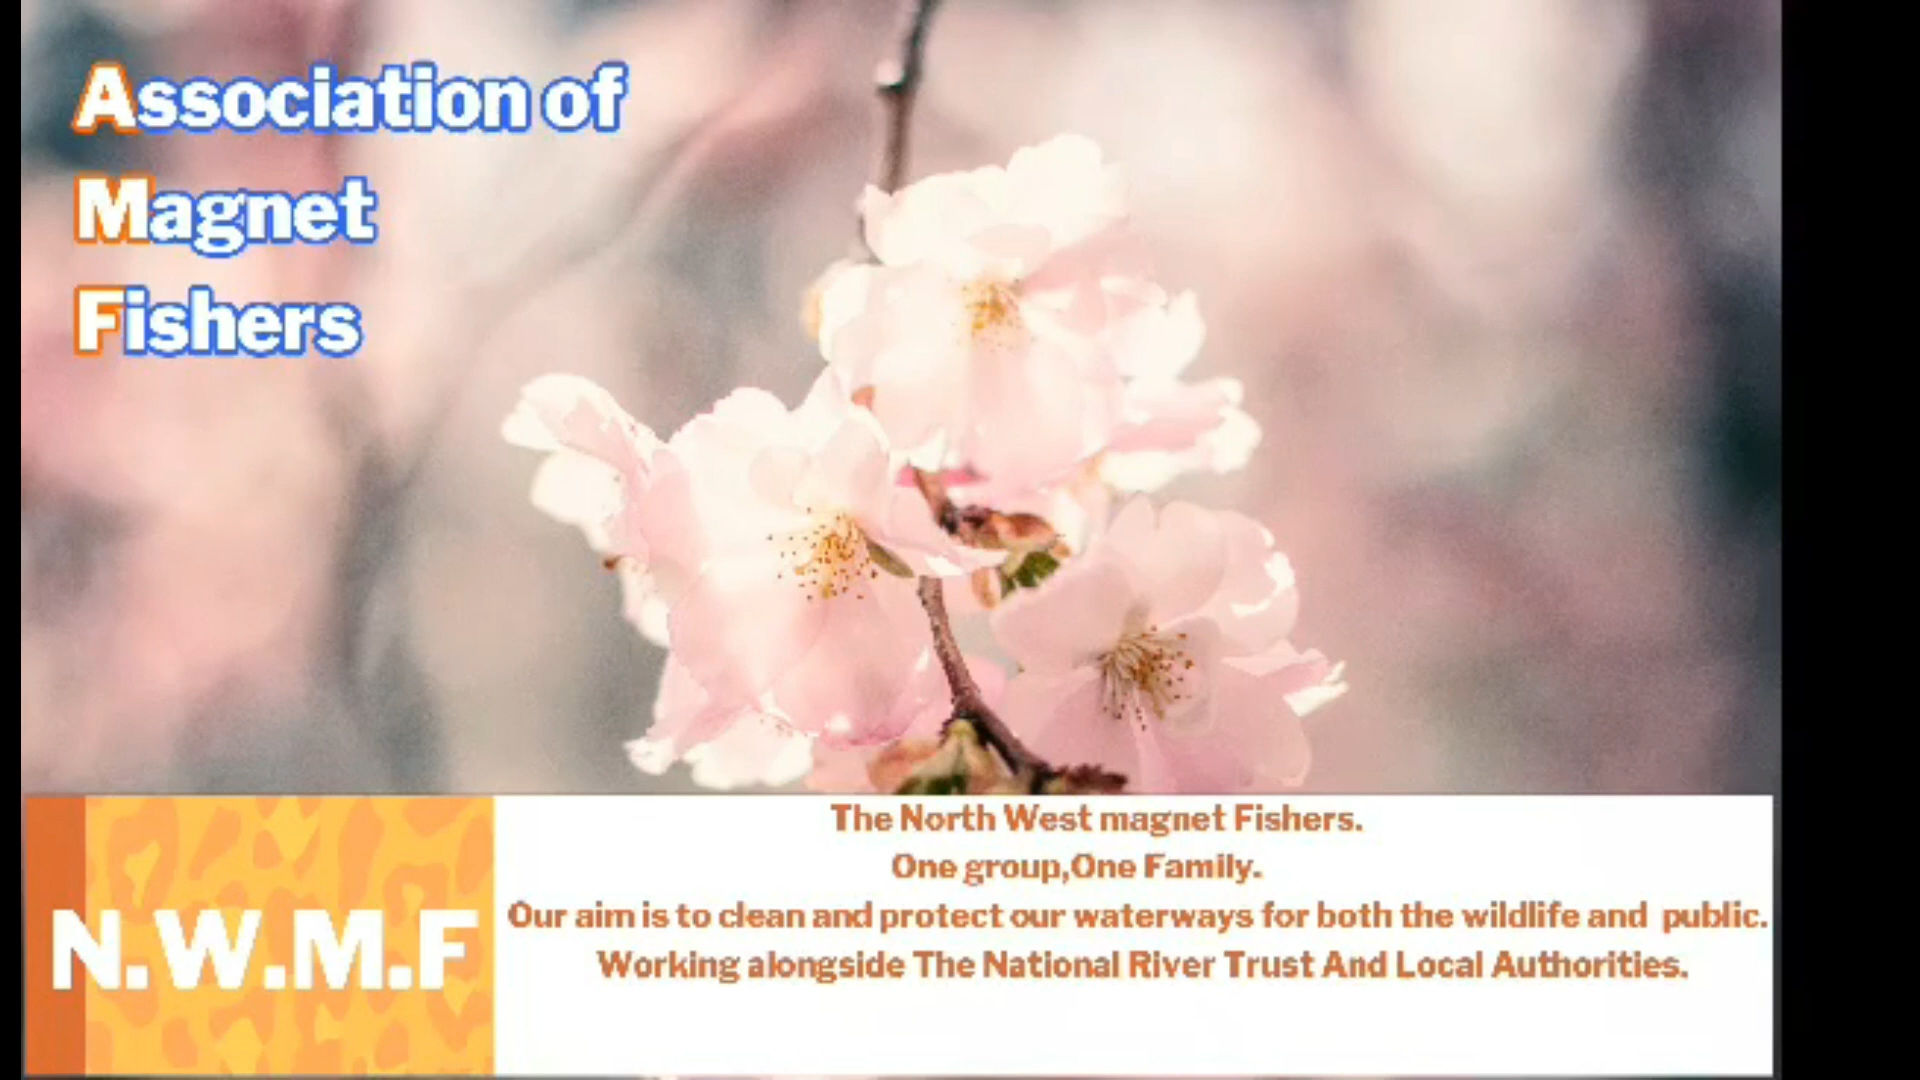 Association of
Magnet
Fishers
N.W.M.F
The North West magnet Fishers.
One group,One Family.
Our aim is to clean and protect our waterways for both the wildlife and public.
Working alongside The National River Trust And Local Authorities.